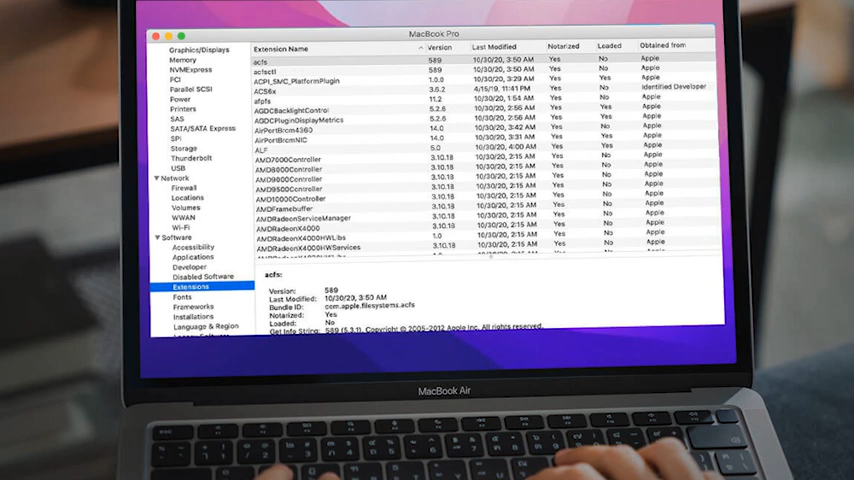 MacBook Pro
Graphics/Displays
Memory
NVMExpress
PCI
Parallel SCSI
Power
Printers
SAS
SATA/SATA Express
SPI
Storage
Thunderbolt
USB
Network
Firewall
Locations
Volumes
WWAN
Wi-Fi
Software
Accessibility
Applications
Developer
Disabled Software
Extensions
Fonts
Frameworks
Installations
Language & Region
Extension Name Version Last Modified Notarized Loaded Obtained from
acfs 589 10/30/20, 3:50 AM Yes No Apple
acfsctl 589 10/30/20, 3:50 AM Yes No Apple
ACPI_SMC_PlatformPlugin 1.0.0 10/30/20, 3:29 AM Yes Yes Apple
ACS6x 3.6.2 4/15/19, 11:41 PM Yes No Identified Developer
afpfs 11.2 10/30/20, 1:54 AM Yes No Apple
AGDCBacklightControl 5.2.6 10/30/20, 2:56 AM Yes Yes Apple
AGDCPluginDisplayMetrics 5.2.6 10/30/20, 2:56 AM Yes Yes Apple
AirPortBrcm4360 14.0 10/30/20, 3:42 AM Yes No Apple
AirPortBrcmNIC 14.0 10/30/20, 3:31 AM Yes Yes Apple
ALF 5.0 10/30/20, 4:00 AM Yes Yes Apple
AMD7000Controller 3.10.18 10/30/20, 2:15 AM Yes No Apple
AMD8000Controller 3.10.18 10/30/20, 2:15 AM Yes No Apple
AMD9000Controller 3.10.18 10/30/20, 2:15 AM Yes No Apple
AMD9500Controller 3.10.18 10/30/20, 2:15 AM Yes No Apple
AMD10000Controller 3.10.18 10/30/20, 2:15 AM Yes No Apple
AMDFramebuffer 3.10.18 10/30/20, 2:15 AM Yes No Apple
AMDRadeonServiceManager 3.10.18 10/30/20, 2:15 AM Yes No Apple
AMDRadeonX4000 3.10.18 10/30/20, 2:15 AM Yes No Apple
AMDRadeonX4000HWLibs 1.0 10/30/20, 2:15 AM Yes No Apple
AMDRadeonX4000HWServices 3.10.18 10/30/20, 2:15 AM Yes No Apple
acfs:
Version: 589
Last Modified: 10/30/20, 3:50 AM
Bundle ID: com.apple.filesystems.acfs
Notarized: Yes
Loaded: No
Get Info String: 589 (5.3.1), Copyright © 2005-2012 Apple Inc. All rights reserved.
MacBook Air